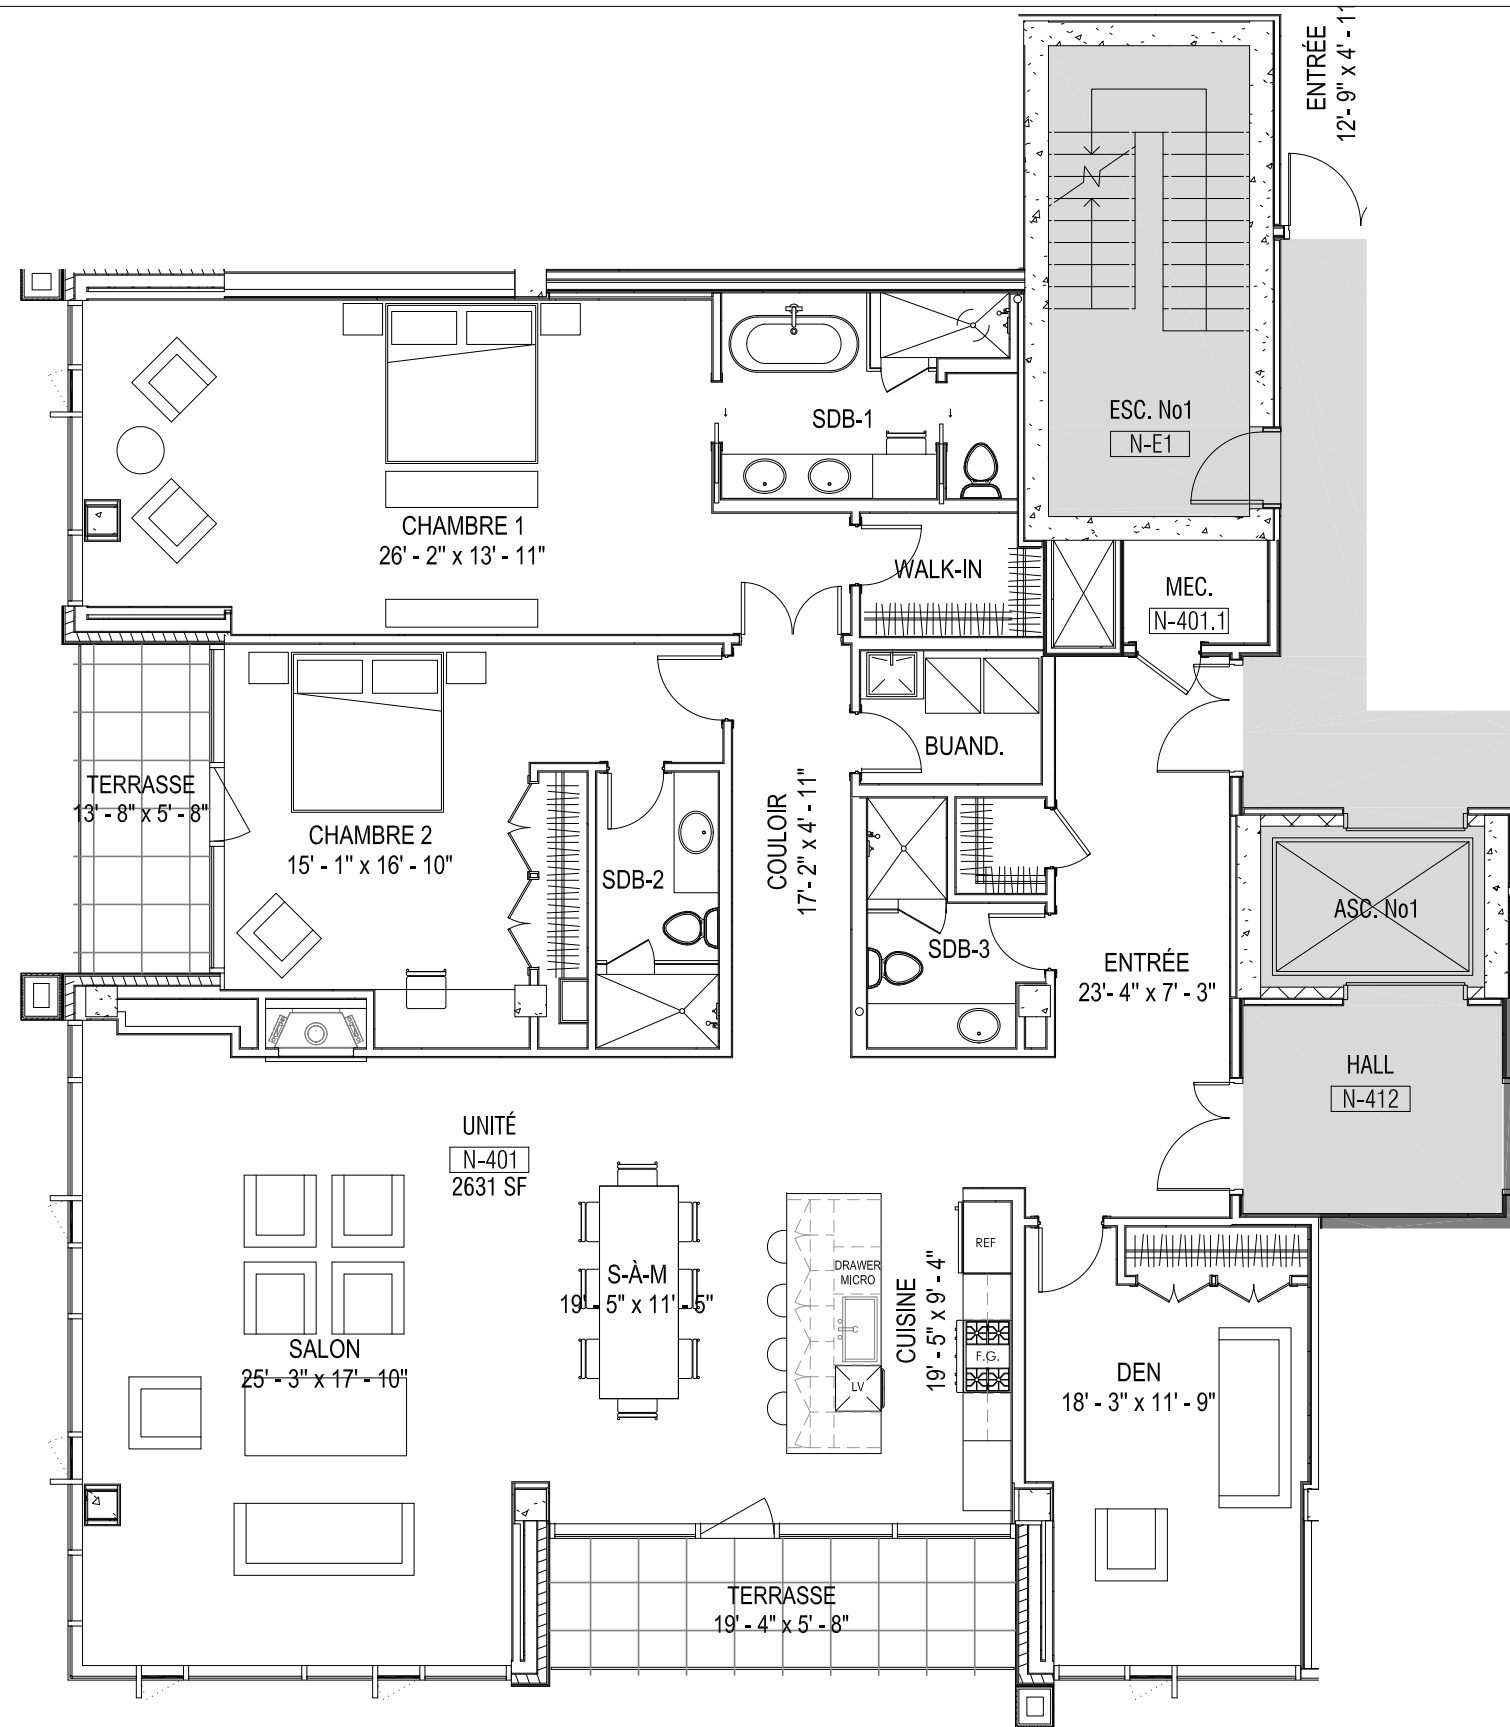 ENTRÉE
12'- 9" x 4' - 11
ESC. No1
N-E1
SDB-1
CHAMBRE 1
26' - 2" x 13' - 11"
WALK-IN
MEC.
N-401.1
BUAND.
TERRASSE
13' - 8" x 5' - 8"
CHAMBRE 2
15' - 1" x 16' - 10"
SDB-2
COULOIR
17'- 2" x 4'- 11"
SDB-3
ASC. No1
ENTRÉE
23'- 4" x 7' - 3"
HALL
N-412
UNITÉ
N-401
2631 SF
S-À-M
19' - 5" x 11' - 5"
DRAWER
MICRO
LV
CUISINE
19' - 5" x 9' - 4"
REF
F.G.
SALON
25' - 3" x 17' - 10"
DEN
18' - 3" x 11' - 9"
TERRASSE
19' - 4" x 5' - 8"